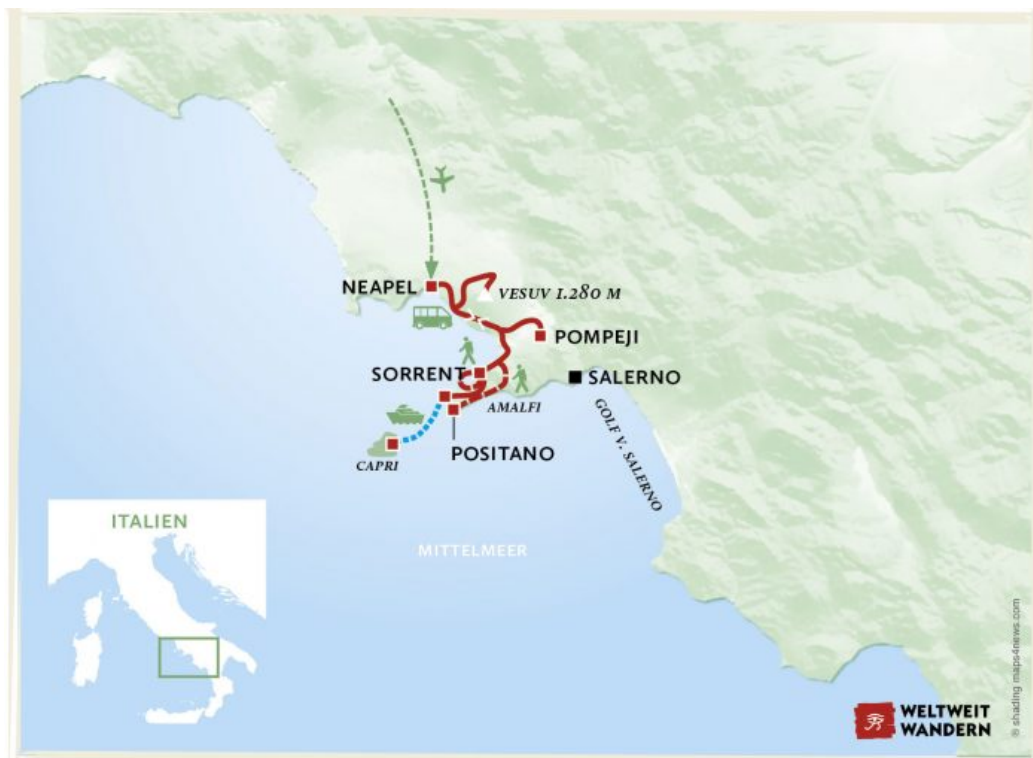 NEAPEL
VESUV 1.280 M
POMPEJI
SORRENT
SALERNO
AMALFI
GOLF V. SALERNO
POSITANO
CAPRI
ITALIEN
MITTELMEER
© shading maps4news.com
WELTWEIT
WANDERN